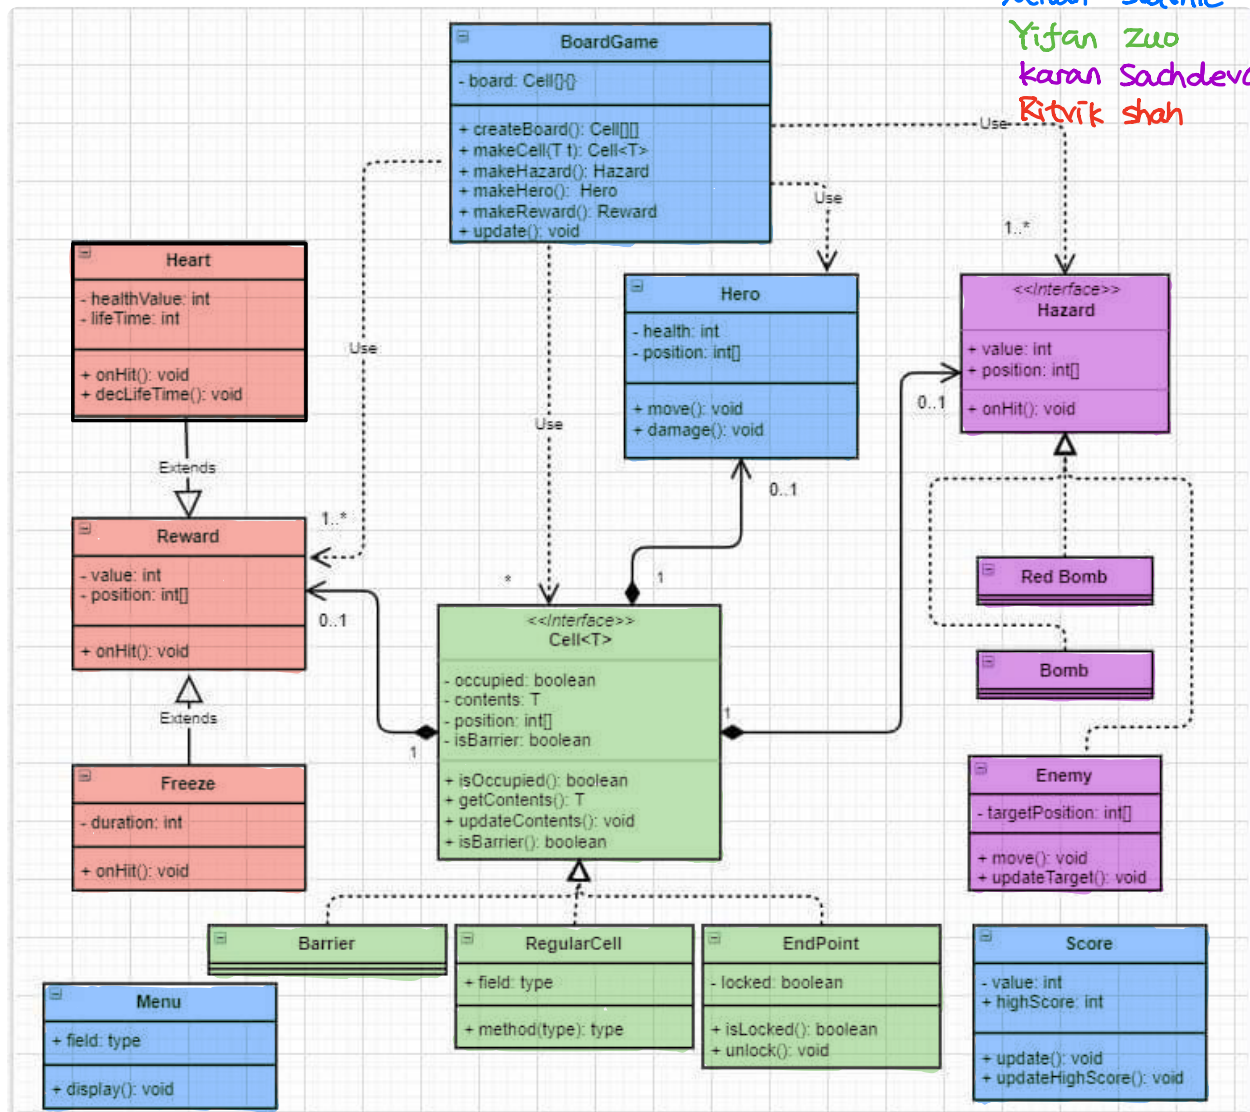 Yifan Zuo
Karan Sachdeva
Ritvik shah
BoardGame
- board: Cell[]{}
+ createBoard(): Cell[][]
+ makeCell(T t): Cell<T>
+ makeHazard(): Hazard
+ makeHero(): Hero
+ makeReward(): Reward
+ update(): void
Use
Use
1..*
Heart
- healthValue: int
- lifeTime: int
+ onHit(): void
+ decLifeTime(): void
Use
Hero
- health: int
- position: int[]
+ move(): void
+ damage(): void
<<Interface>>
Hazard
+ value: int
+ position: int[]
+ onHit(): void
0..1
Use
Extends
0..1
1..*
Reward
- value: int
- position: int[]
+ onHit(): void
0..1
*
1
Red Bomb
Bomb
<<Interface>>
Cell<T>
- occupied: boolean
- contents: T
- position: int[]
- isBarrier: boolean
+ isOccupied(): boolean
+ getContents(): T
+ updateContents(): void
+ isBarrier(): boolean
1
1
Extends
Freeze
- duration: int
+ onHit(): void
Enemy
- targetPosition: int[]
+ move(): void
+ updateTarget(): void
Barrier
RegularCell
+ field: type
+ method(type): type
EndPoint
- locked: boolean
+ isLocked(): boolean
+ unlock(): void
Score
- value: int
+ highScore: int
+ update(): void
+ updateHighScore(): void
Menu
+ field: type
+ display(): void